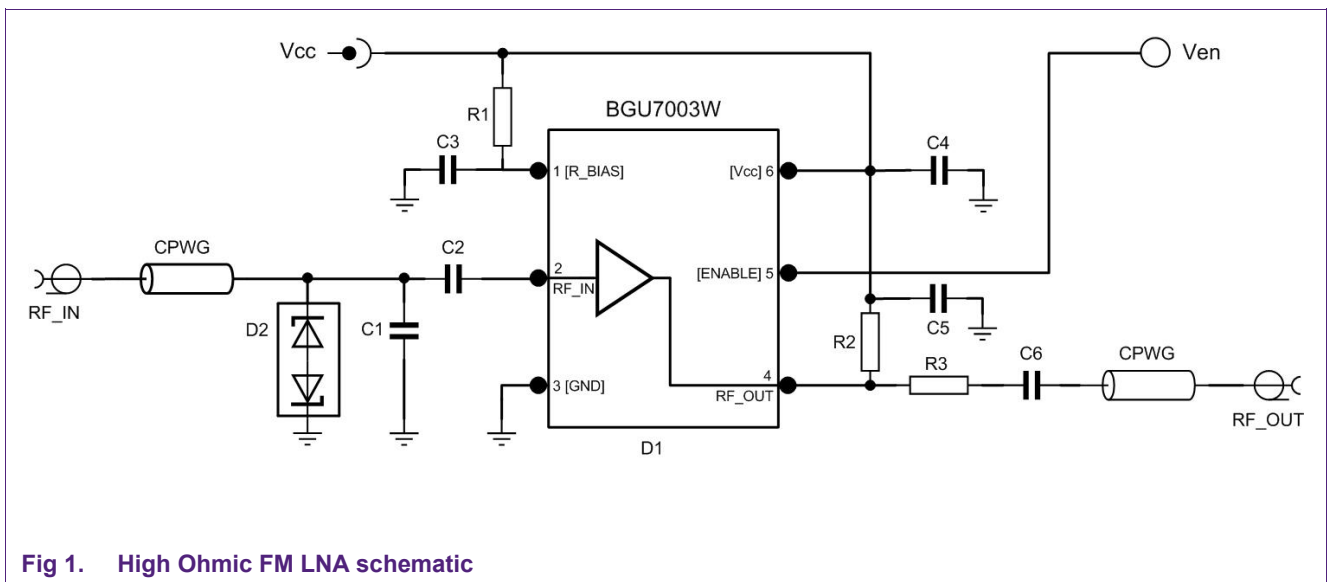 Vcc
Ven
R1
BGU7003W
C3
C4
1 [R_BIAS]
[Vcc] 6
CPWG
C2
2
RF_IN
[ENABLE] 5
RF_IN
D2
C1
C5
R2
3 [GND]
4
RF_OUT
R3
C6
CPWG
RF_OUT
D1
Fig 1. High Ohmic FM LNA schematic